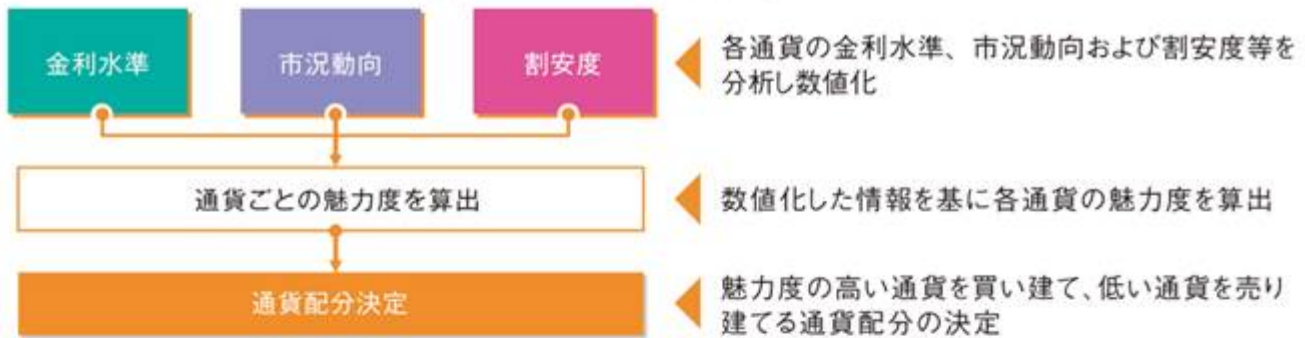 金利水準
市況動向
割安度
各通貨の金利水準、市況動向および割安度等を
分析し数値化
通貨ごとの魅力度を算出
数値化した情報を基に各通貨の魅力度を算出
通貨配分決定
魅力度の高い通貨を買い建て、低い通貨を売り
建てる通貨配分の決定